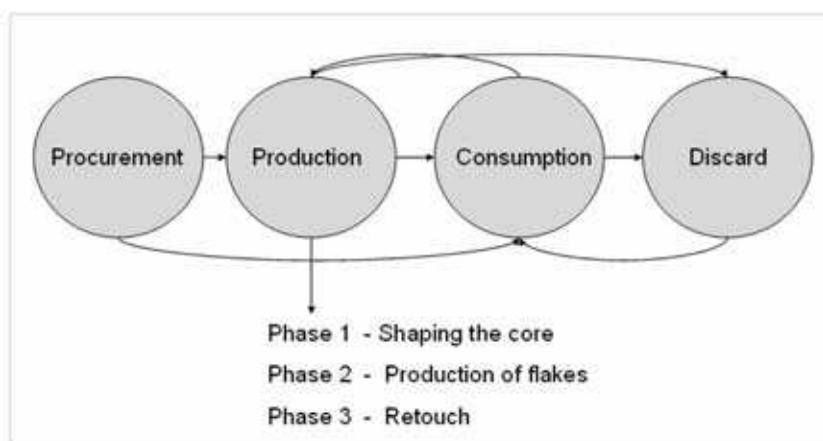 Procurement
Production
Consumption
Discard
Phase 1 - Shaping the core
Phase 2 - Production of flakes
Phase 3 - Retouch